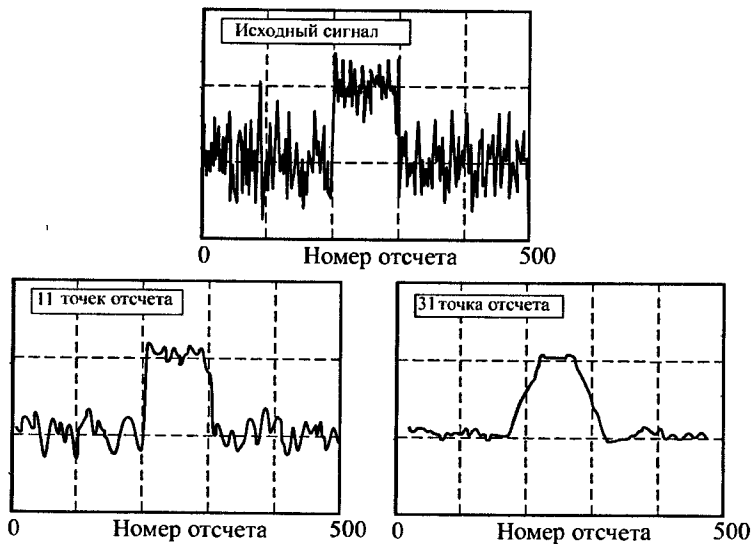 Исходный сигнал
0 Номер отсчета 500
11 точек отсчета
31 точка отсчета
0 Номер отсчета 500
0 Номер отсчета 500